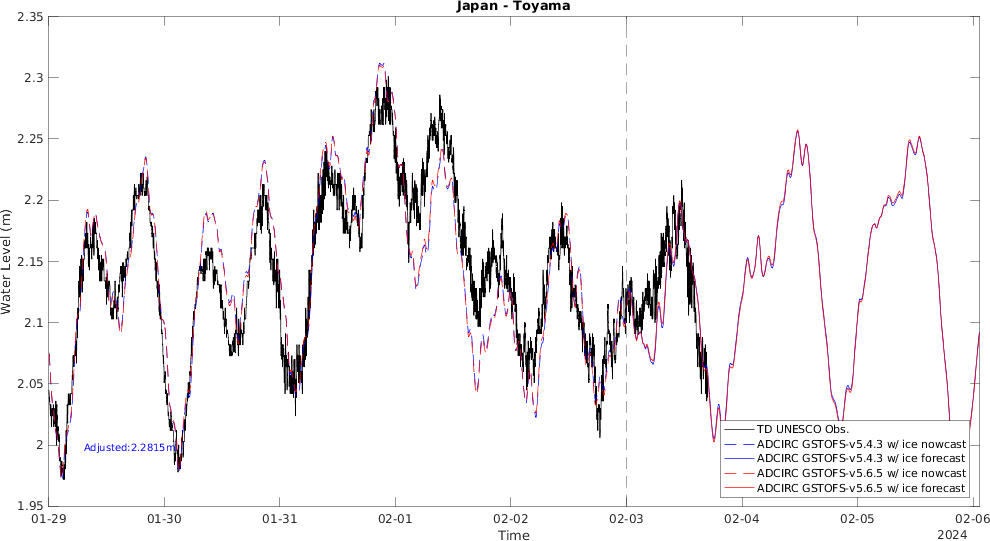 Japan - Toyama
2.35
2.3
2.25
2.2
2.15
2.1
2.05
2
1.95
Water Level (m)
Adjusted:2.2815m
TD UNESCO Obs.
ADCIRC GSTOFS-v5.4.3 w/ ice nowcast
ADCIRC GSTOFS-v5.4.3 w/ ice forecast
ADCIRC GSTOFS-v5.6.5 w/ ice nowcast
ADCIRC GSTOFS-v5.6.5 w/ ice forecast
01-29 01-30 01-31 02-01 02-02 02-03 02-04 02-05 02-06
Time
2024